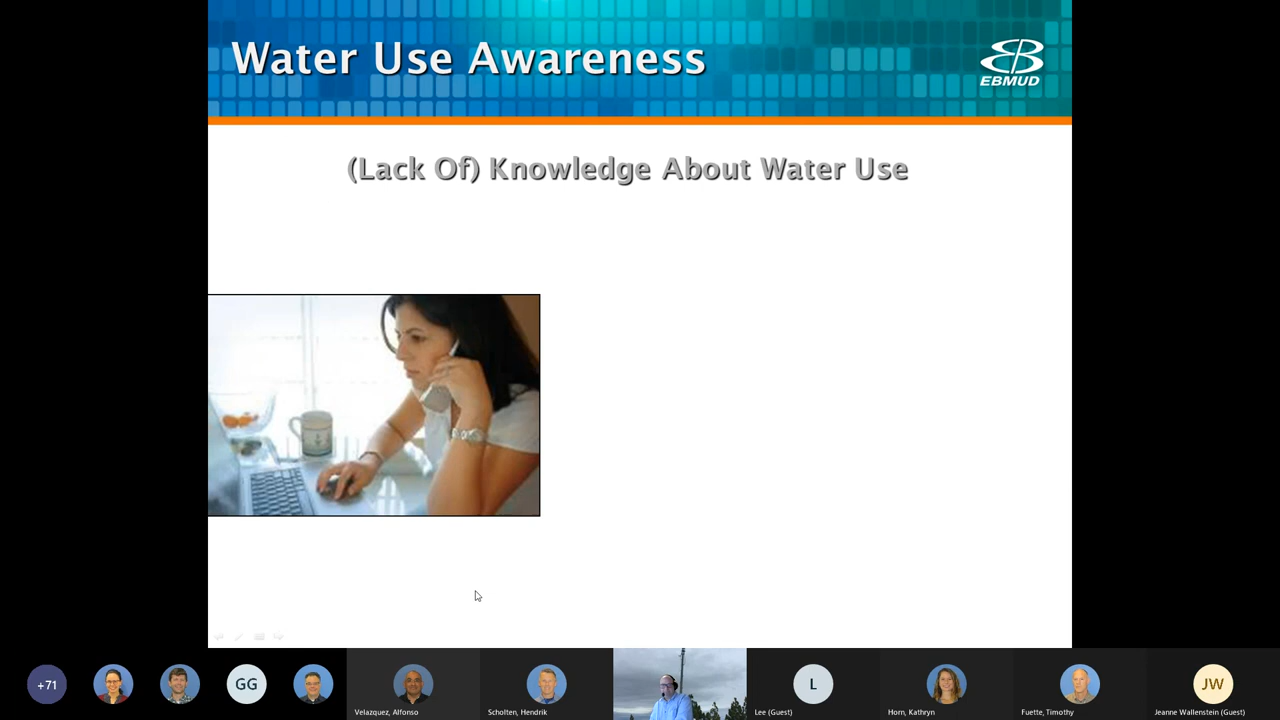 Water Use Awareness
EBMUD
(Lack Of) Knowledge About Water Use
+71
GG
L
JW
Velazquez, Alfonso
Scholten, Hendrik
Lee (Guest)
Horn, Kathryn
Fuette, Timothy
Jeanne Wallenstein (Guest)